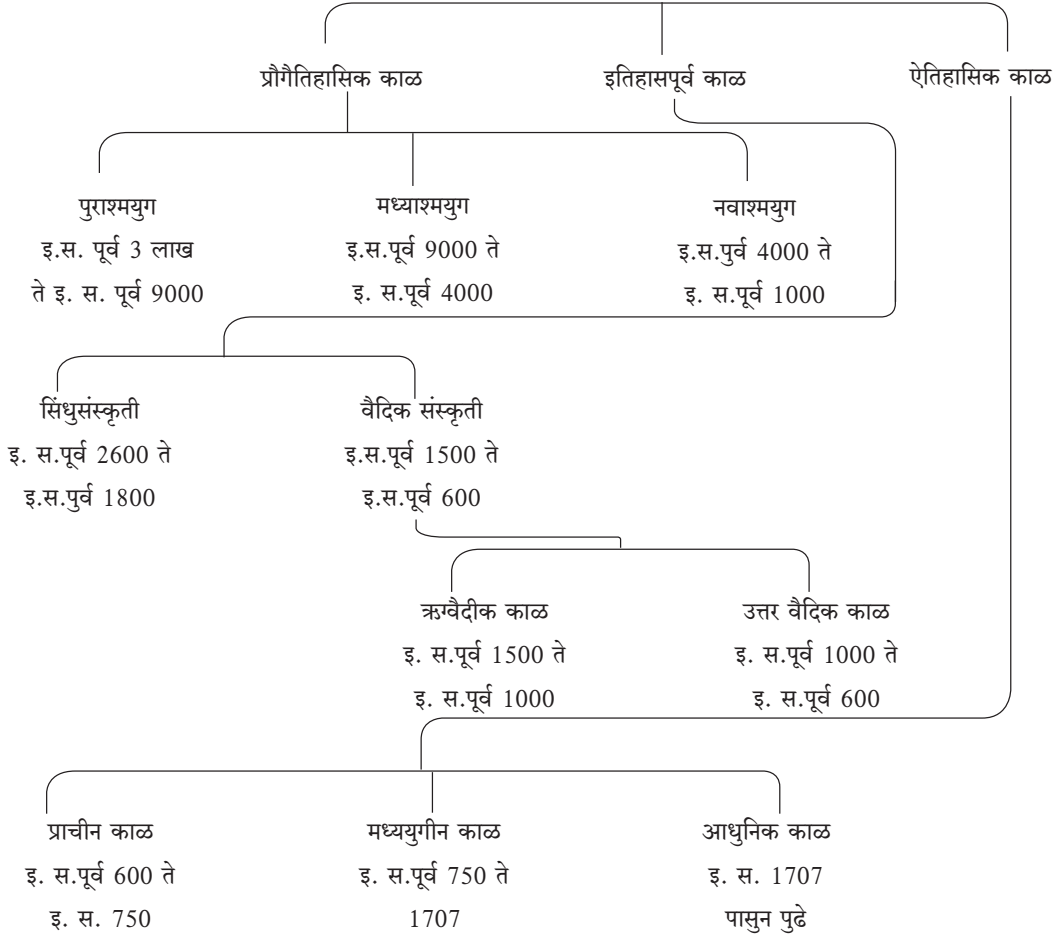 प्रौगैतिहासिक काळ इतिहासपूर्व काळ ऐतिहासिक काळ
पुराश्मयुग मध्याश्मयुग नवाश्मयुग
इ.स. पूर्व 3 लाख इ.स.पूर्व 9000 ते इ.स.पुर्व 4000 ते
ते इ. स. पूर्व 9000 इ. स.पूर्व 4000 इ. स.पूर्व 1000
सिंधुसंस्कृती वैदिक संस्कृती
इ. स.पूर्व 2600 ते इ.स.पूर्व 1500 ते
इ.स.पुर्व 1800 इ.स.पूर्व 600
ऋग्वैदीक काळ उत्तर वैदिक काळ
इ. स.पूर्व 1500 ते इ. स.पूर्व 1000 ते
इ. स.पूर्व 1000 इ. स.पूर्व 600
प्राचीन काळ मध्ययुगीन काळ आधुनिक काळ
इ. स.पूर्व 600 ते इ. स.पूर्व 750 ते इ. स. 1707
इ. स. 750 1707 पासुन पुढे